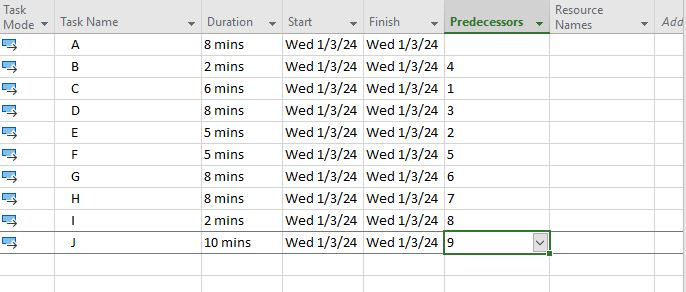 Task Mode Task Name Duration Start Finish Predecessors Resource Names Add
A 8 mins Wed 1/3/24 Wed 1/3/24
B 2 mins Wed 1/3/24 Wed 1/3/24 4
C 6 mins Wed 1/3/24 Wed 1/3/24 1
D 8 mins Wed 1/3/24 Wed 1/3/24 3
E 5 mins Wed 1/3/24 Wed 1/3/24 2
F 5 mins Wed 1/3/24 Wed 1/3/24 5
G 8 mins Wed 1/3/24 Wed 1/3/24 6
H 8 mins Wed 1/3/24 Wed 1/3/24 7
I 2 mins Wed 1/3/24 Wed 1/3/24 8
J 10 mins Wed 1/3/24 Wed 1/3/24 9